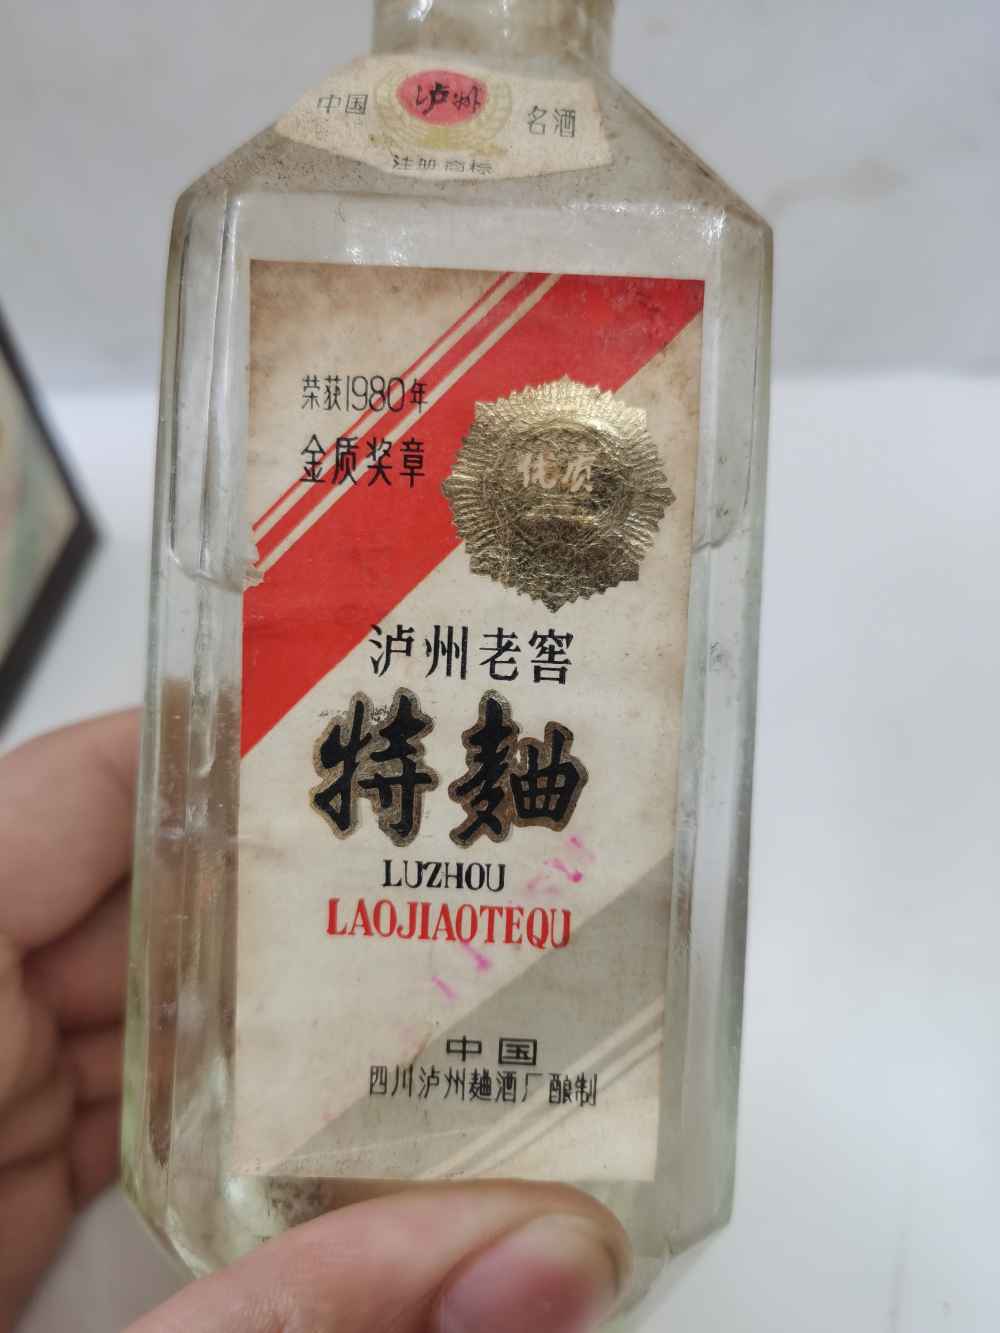 中国 泸州 名酒
注册商标
荣获1980年
金质奖章
优质
泸州老窖
特麯
LUZHOU
LAOJIAOTEQU
中国
四川泸州麯酒厂酿制